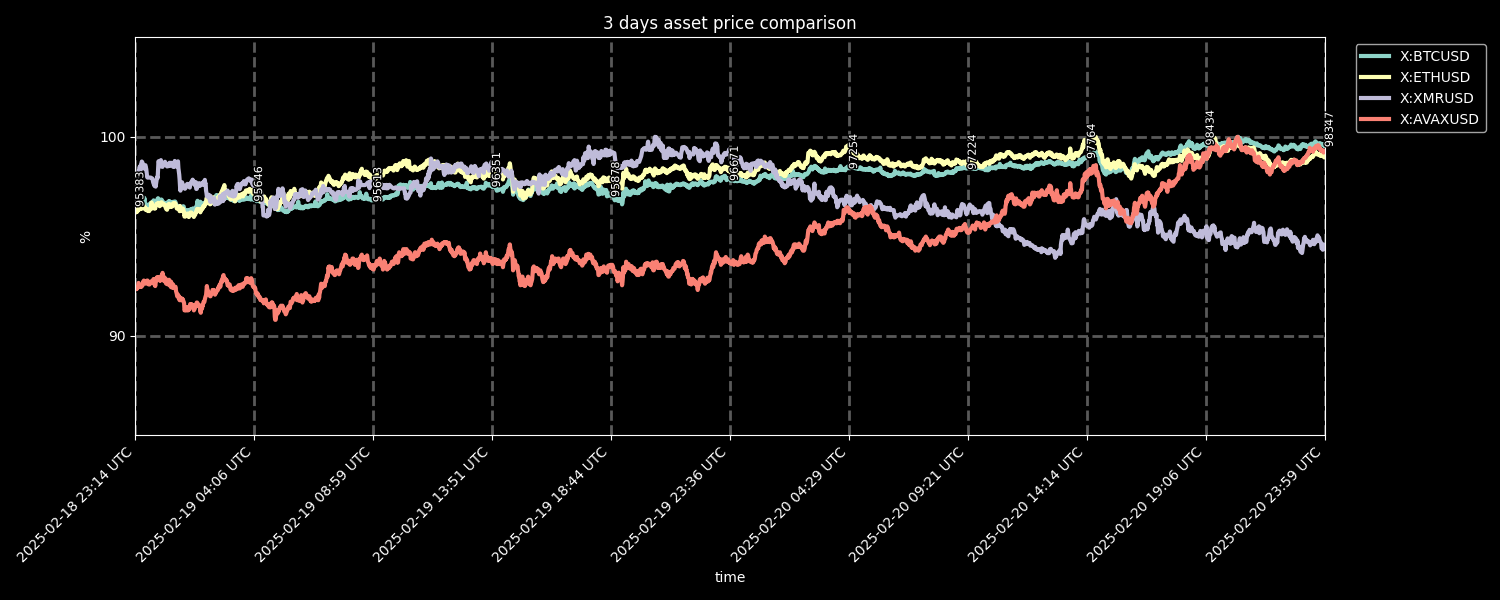 3 days asset price comparison
X:BTCUSD
X:ETHUSD
X:XMRUSD
X:AVAXUSD
100
90
%
95646
96351
95878
96671
97254
97224
98434
98347
2025-02-18 23:14 UTC
2025-02-19 04:06 UTC
2025-02-19 08:59 UTC
2025-02-19 13:51 UTC
2025-02-19 18:44 UTC
2025-02-19 23:36 UTC
2025-02-20 04:29 UTC
2025-02-20 09:21 UTC
2025-02-20 14:14 UTC
2025-02-20 19:06 UTC
2025-02-20 23:59 UTC
time